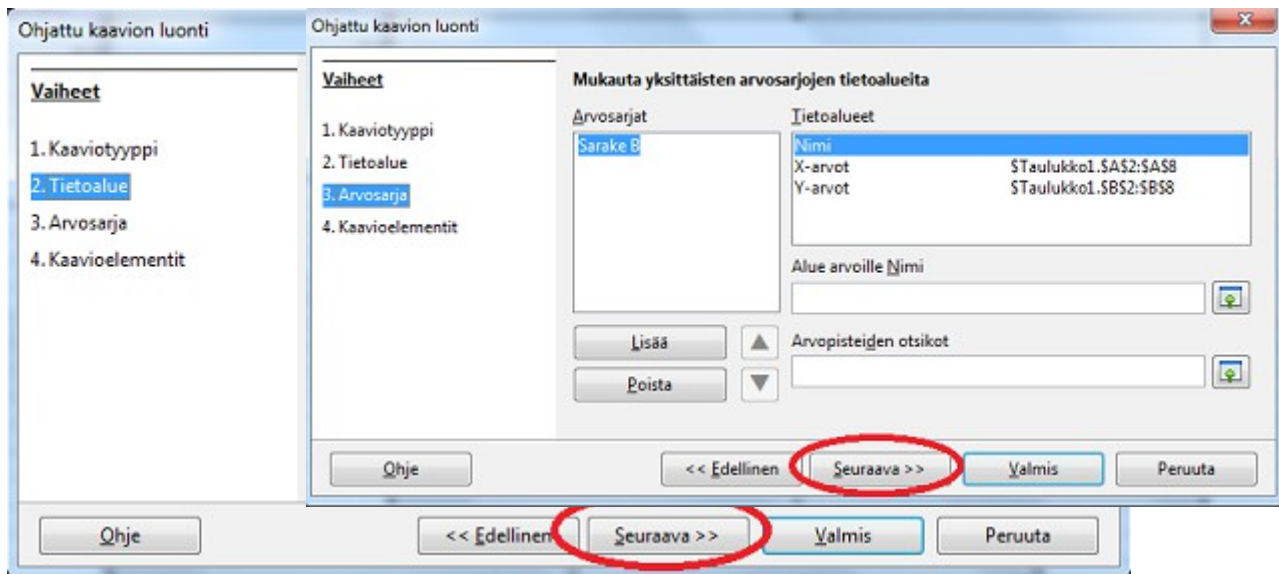 Ohjattu kaavion luonti
Vaiheet
1. Kaaviotyyppi
2. Tietoalue
3. Arvosarja
4. Kaavioelementit
Ohjattu kaavion luonti
Vaiheet
1. Kaaviotyyppi
2. Tietoalue
3. Arvosarja
4. Kaavioelementit
Mukauta yksittäisten arvosarjojen tietoalueita
Arvosarjat
Sarake B
Tietoalueet
Nimi
X-arvot $Taulukko1.$A$2:$A$8
Y-arvot $Taulukko1.$B$2:$B$8
Alue arvoille Nimi
Lisää
Poista
Arvopisteiden otsikot
Ohje
<< Edellinen
Seuraava >>
Valmis
Peruuta
Ohje
<< Edellinen
Seuraava >>
Valmis
Peruuta